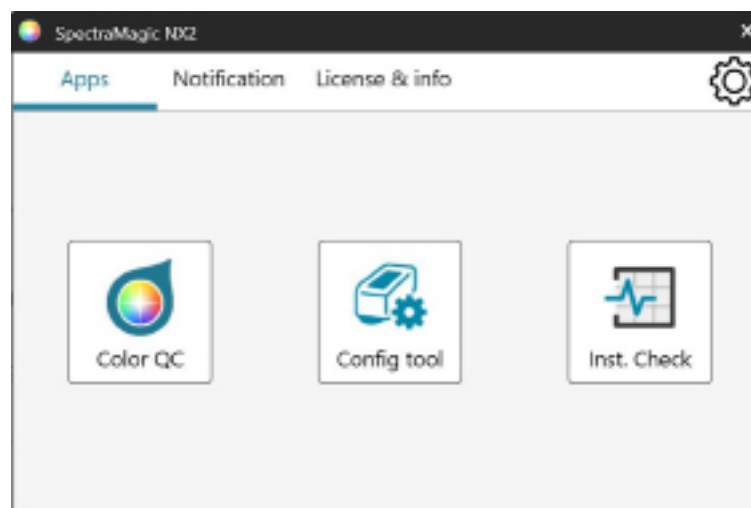 SpectraMagic NX2
Apps Notification License & info
Color QC Config tool Inst. Check